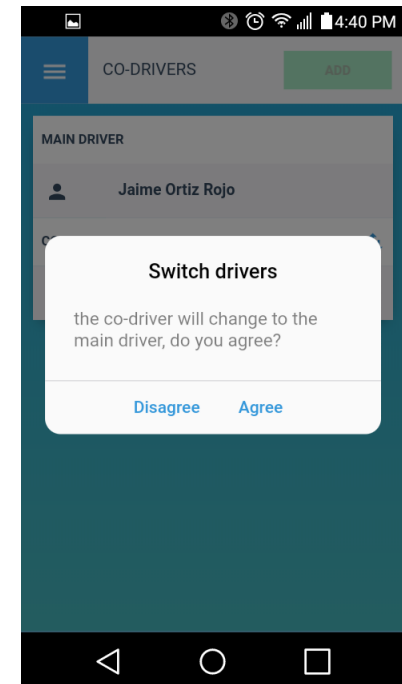 4:40 PM
CO-DRIVERS
ADD
MAIN DRIVER
Jaime Ortiz Rojo
Switch drivers
the co-driver will change to the
main driver, do you agree?
Disagree Agree